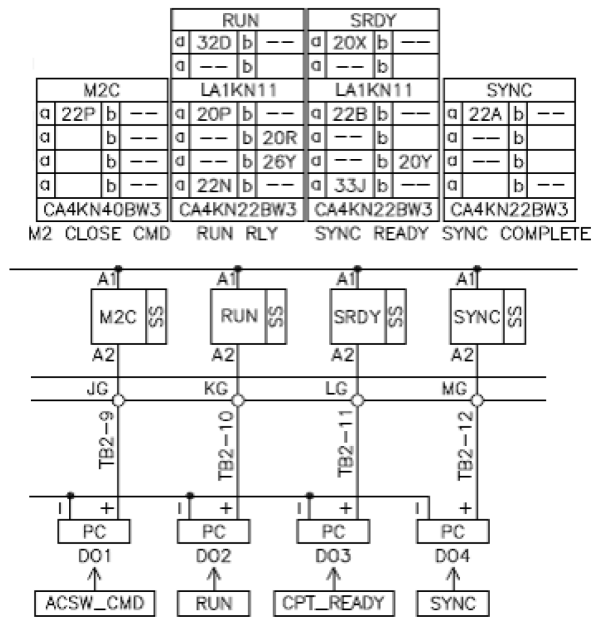 RUN SRDY
a 32D b -- a 20X b --
a -- b a -- b
M2C LA1KN11 LA1KN11 SYNC
a 22P b -- a 20P b -- a 22B b -- a 22A b --
a b -- a -- b 20R a -- b a -- b
a b -- a -- b 26Y a -- b 20Y a -- b
a b -- a 22N b -- a 33J b -- a b --
CA4KN40BW3 CA4KN22BW3 CA4KN22BW3 CA4KN22BW3
M2 CLOSE CMD RUN RLY SYNC READY SYNC COMPLETE
A1 A1 A1 A1
M2C SS RUN SS SRDY SS SYNC SS
A2 A2 A2 A2
JG KG LG MG
TB2-9 TB2-10 TB2-11 TB2-12
I + I + I + I +
PC PC PC PC
DO1 DO2 DO3 DO4
ACSW_CMD RUN CPT_READY SYNC